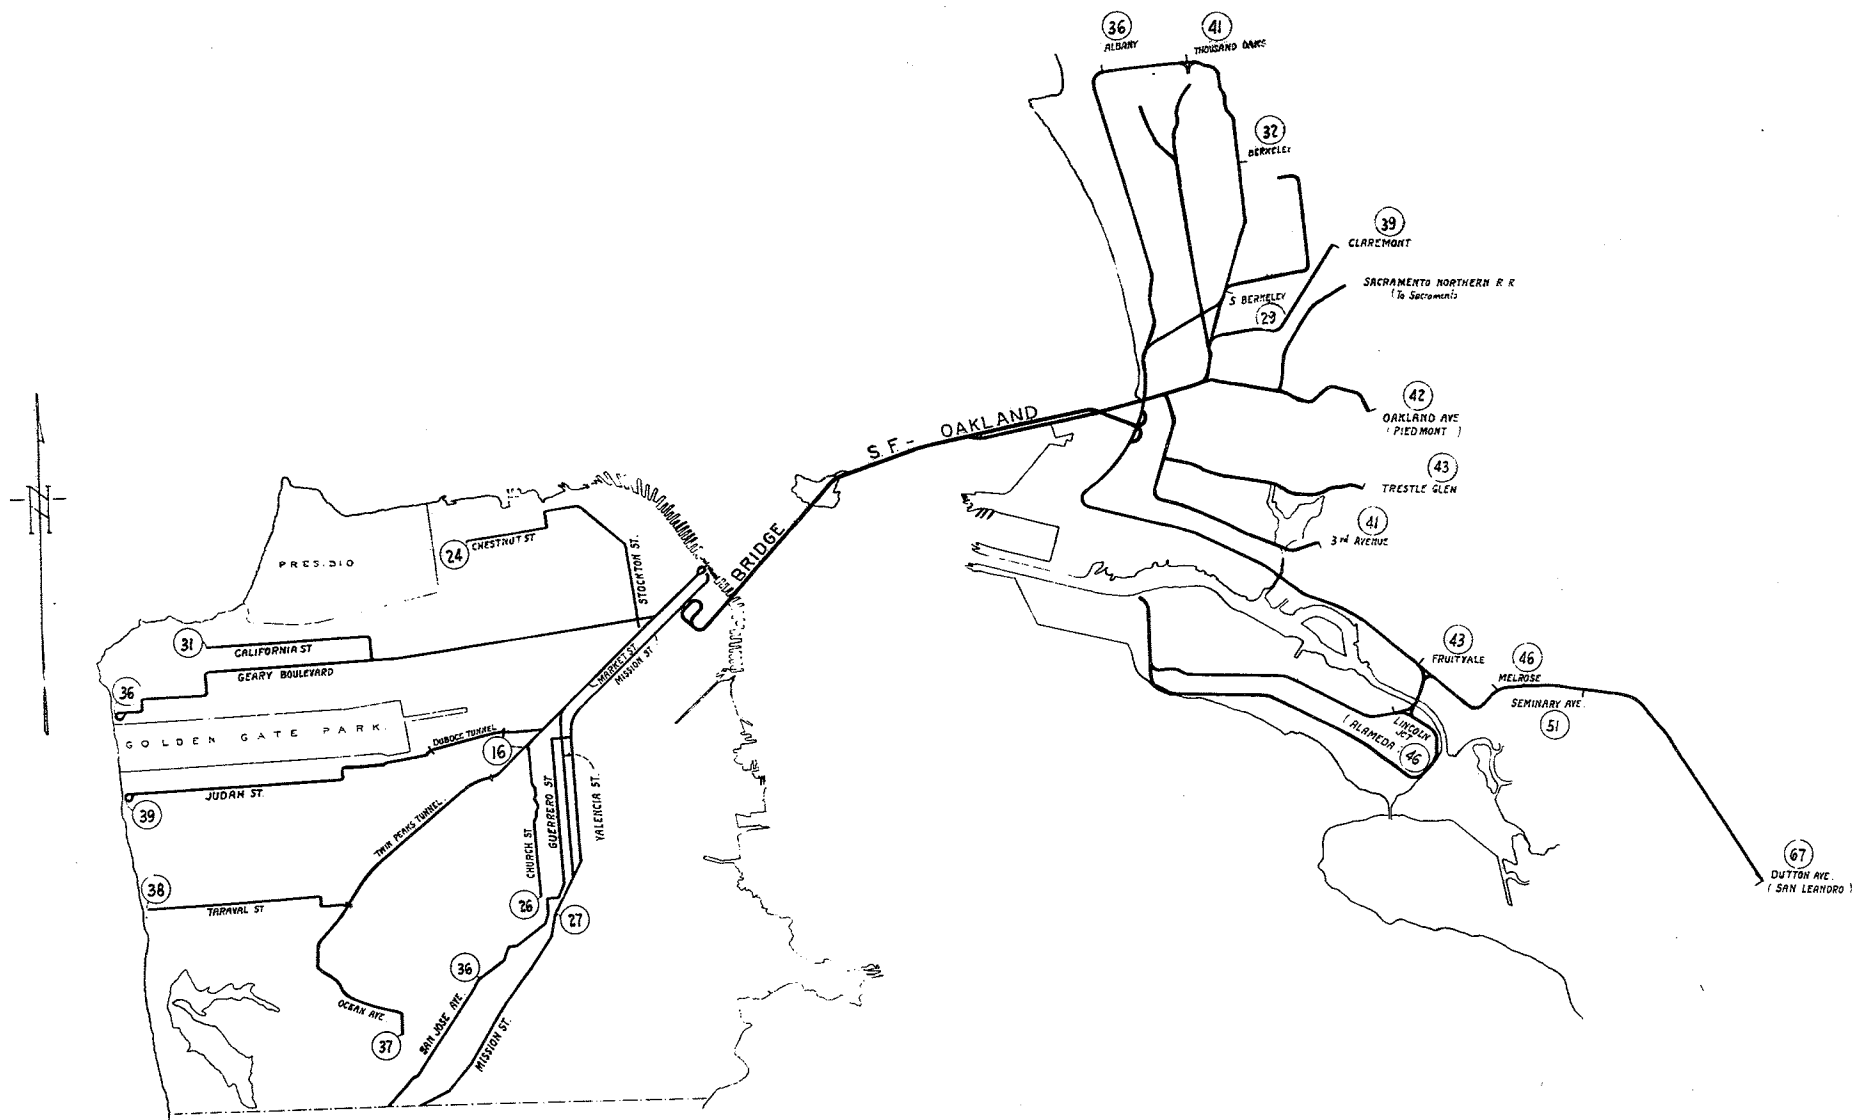 36
ALBANY
41
THOUSAND OAKS
32
BERKELEY
39
CLAREMONT
SACRAMENTO NORTHERN R R
(To Sacramento
S BERKELEY
29
42
OAKLAND AVE
(PIEDMONT )
S. F. - OAKLAND
BRIDGE
43
TRESTLE GLEN
41
3rd AVENUE
N
PRESIDIO
24
CHESTNUT ST
STOCKTON ST.
31
CALIFORNIA ST
GEARY BOULEVARD
36
MARKET ST.
MISSION ST.
GOLDEN GATE PARK.
DUBOCE TUNNEL
16
JUDAH ST.
39
TWIN PEAKS TUNNEL
CHURCH ST
GUERRERO ST
VALENCIA ST.
38
TARAVAL ST
26
27
36
OCEAN AVE.
37
SAN JOSE AVE.
MISSION ST.
43
FRUITVALE
46
MELROSE
SEMINARY AVE.
51
LINCOLN
JCT
( ALAMEDA )
46
67
DUTTON AVE.
( SAN LEANDRO )